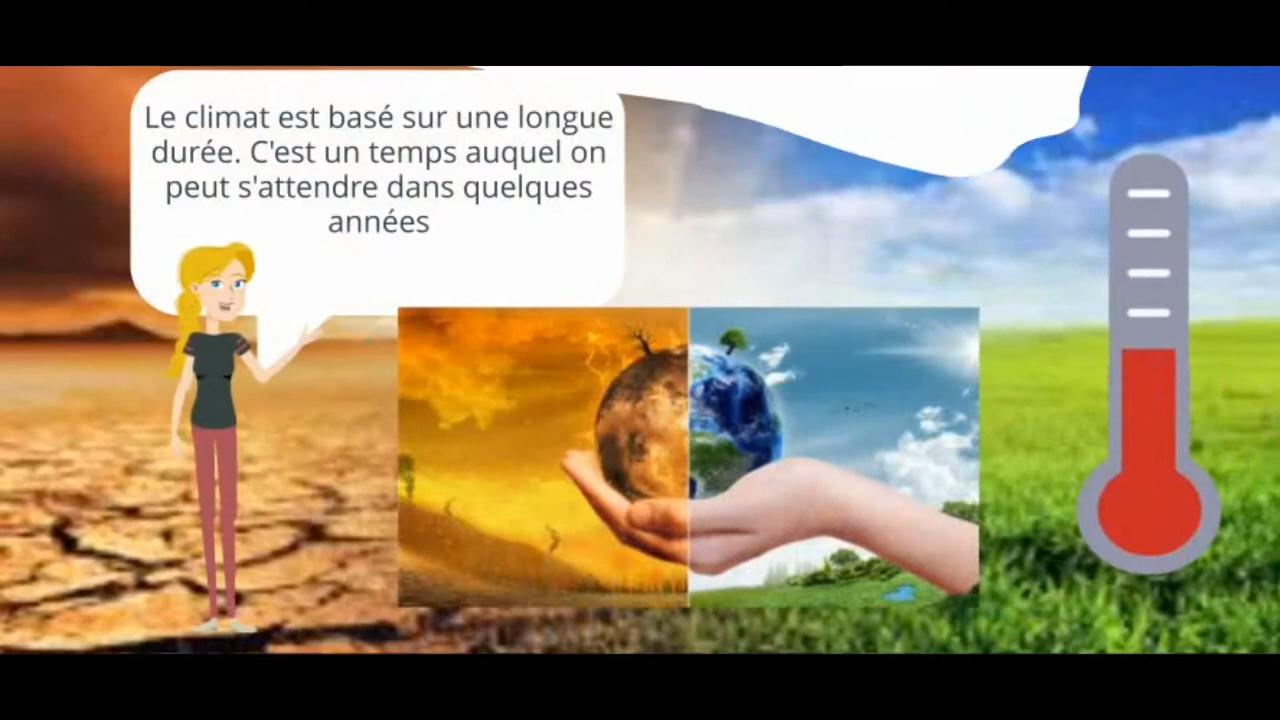 Le climat est basé sur une longue
durée. C'est un temps auquel on
peut s'attendre dans quelques
années